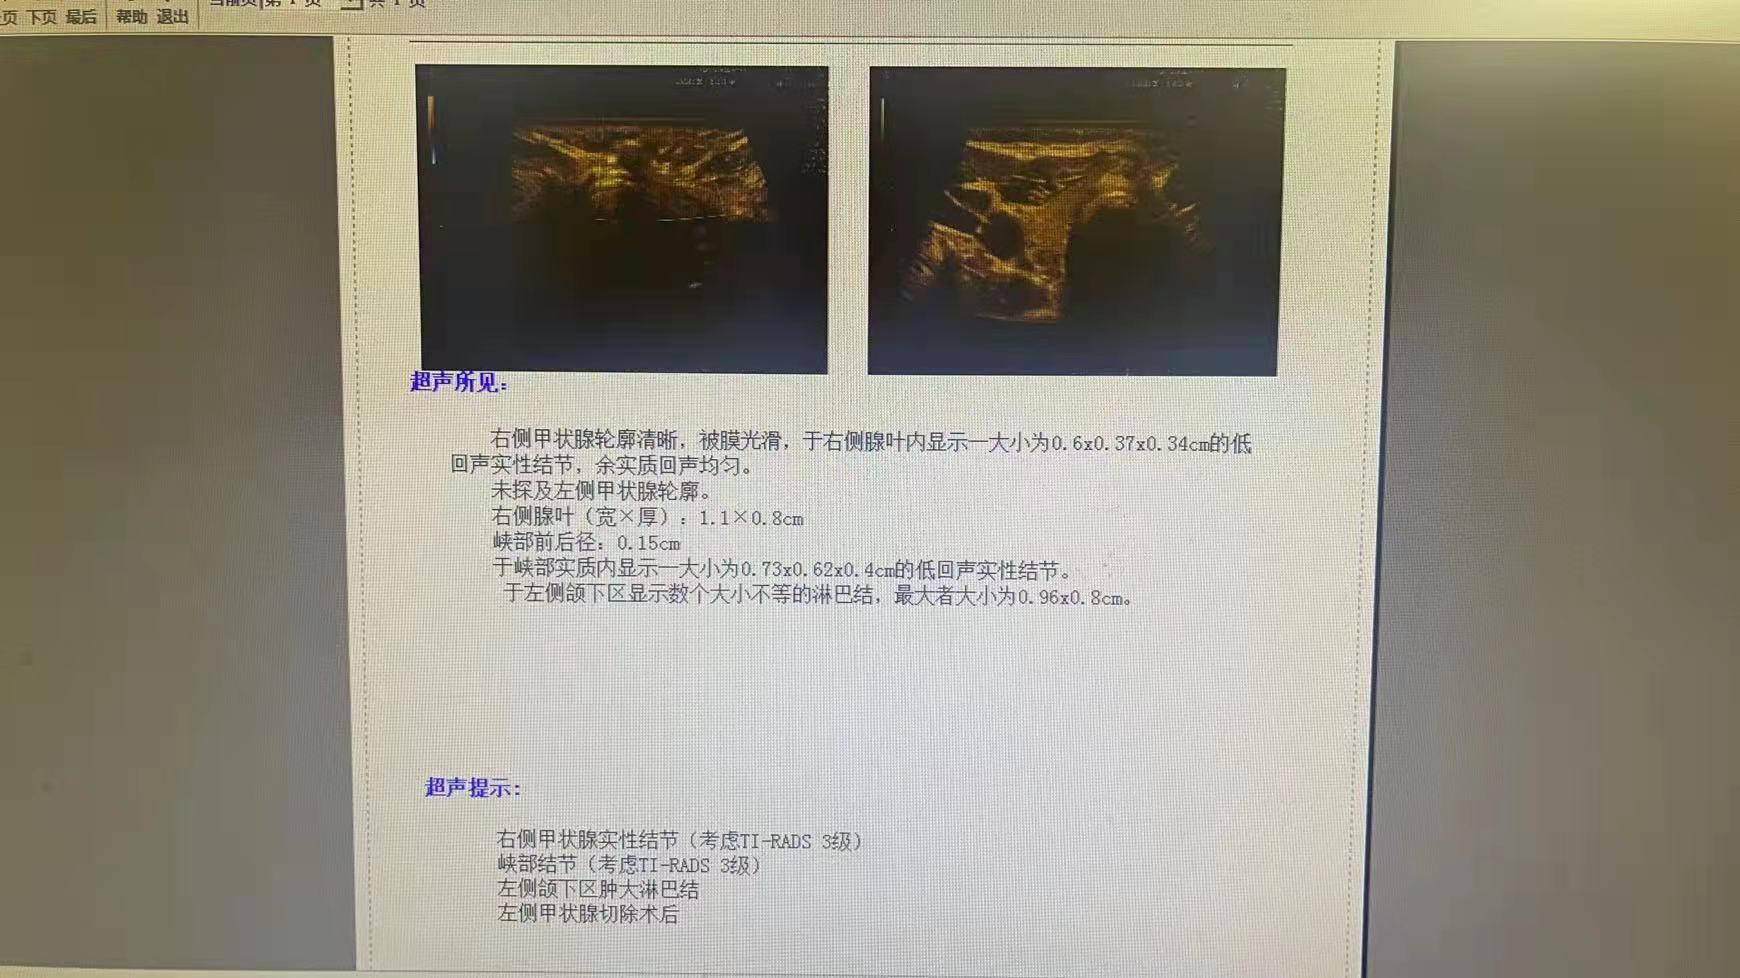 页 下页 最后 帮助 退出
当前页 第 1 页 共 1 页
超声所见:
右侧甲状腺轮廓清晰，被膜光滑，于右侧腺叶内显示一大小为0.6x0.37x0.34cm的低
回声实性结节，余实质回声均匀。
未探及左侧甲状腺轮廓。
右侧腺叶（宽×厚）：1.1×0.8cm
峡部前后径：0.15cm
于峡部实质内显示一大小为0.73x0.62x0.4cm的低回声实性结节。
于左侧颌下区显示数个大小不等的淋巴结，最大者大小为0.96x0.8cm。
超声提示:
右侧甲状腺实性结节（考虑TI-RADS 3级）
峡部结节（考虑TI-RADS 3级）
左侧颌下区肿大淋巴结
左侧甲状腺切除术后